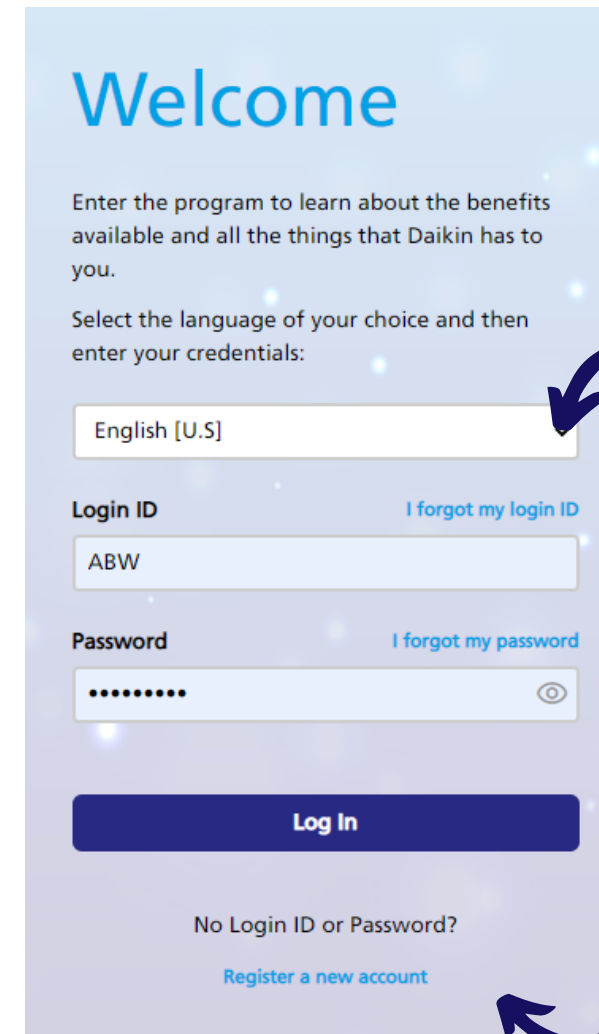 Welcome
Enter the program to learn about the benefits
available and all the things that Daikin has to
you.
Select the language of your choice and then
enter your credentials:
English [U.S]
Login ID I forgot my login ID
ABW
Password I forgot my password
•••••••••
Log In
No Login ID or Password?
Register a new account